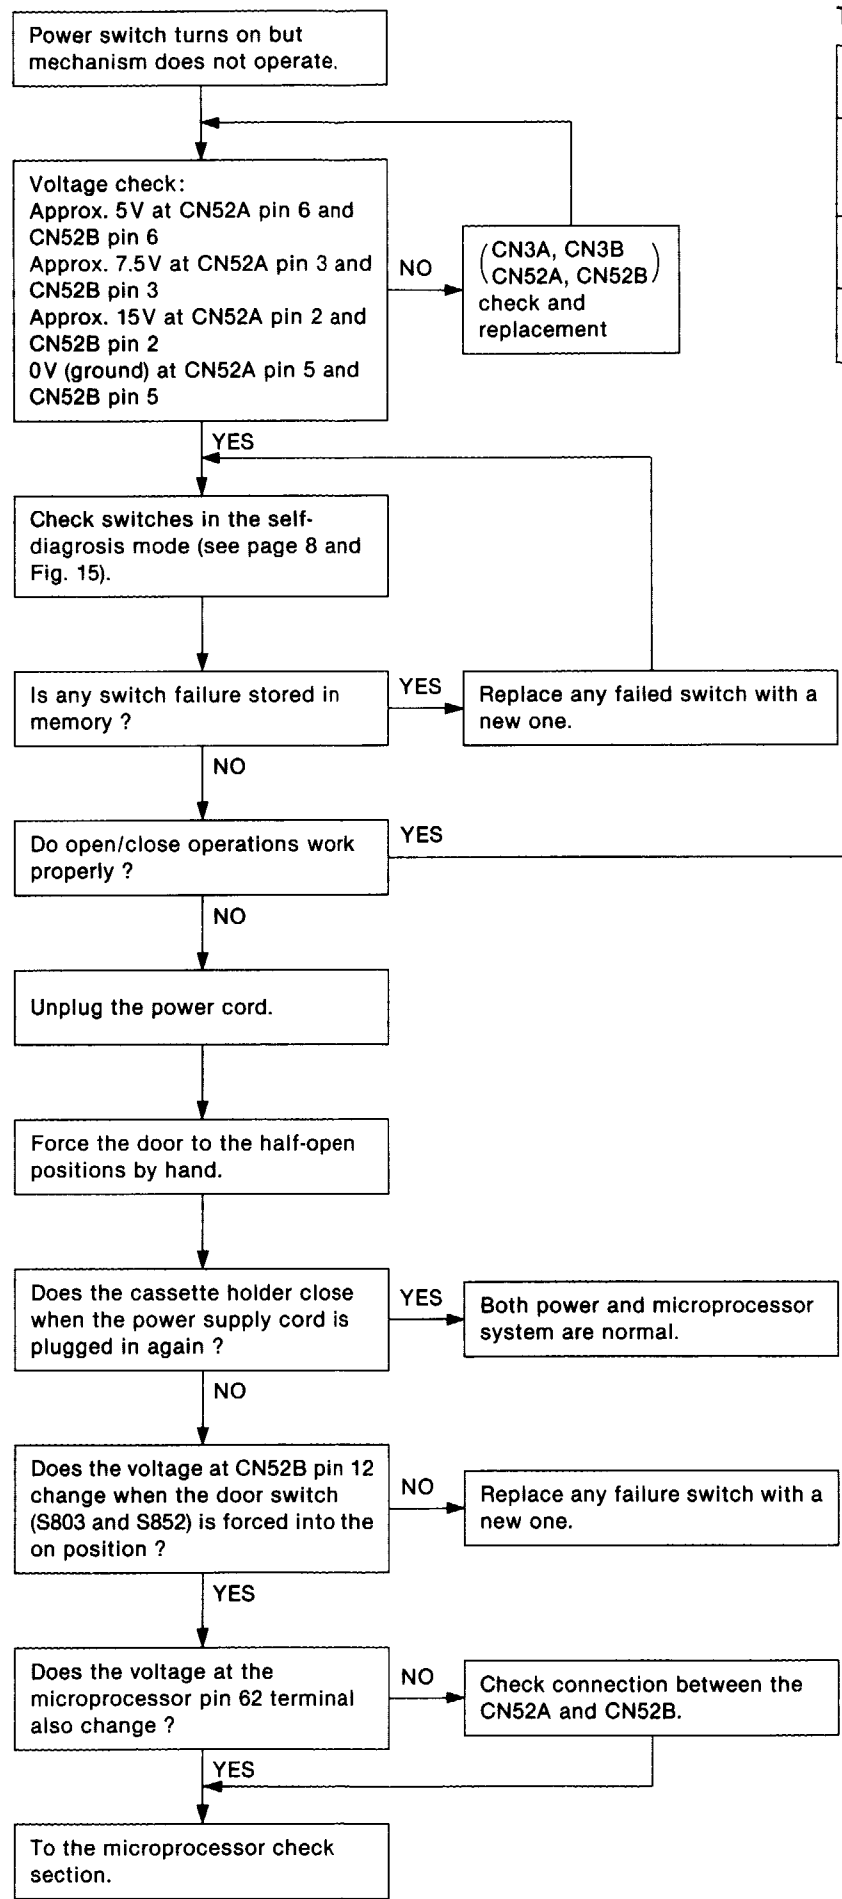 Power switch turns on but
mechanism does not operate.
Voltage check:
Approx. 5V at CN52A pin 6 and
CN52B pin 6
Approx. 7.5V at CN52A pin 3 and
CN52B pin 3
Approx. 15V at CN52A pin 2 and
CN52B pin 2
0V (ground) at CN52A pin 5 and
CN52B pin 5
NO
(CN3A, CN3B
CN52A, CN52B)
check and
replacement
YES
Check switches in the self-
diagrosis mode (see page 8 and
Fig. 15).
Is any switch failure stored in
memory ?
YES
Replace any failed switch with a
new one.
NO
Do open/close operations work
properly ?
YES
NO
Unplug the power cord.
Force the door to the half-open
positions by hand.
Does the cassette holder close
when the power supply cord is
plugged in again ?
YES
Both power and microprocessor
system are normal.
NO
Does the voltage at CN52B pin 12
change when the door switch
(S803 and S852) is forced into the
on position ?
NO
Replace any failure switch with a
new one.
YES
Does the voltage at the
microprocessor pin 62 terminal
also change ?
NO
Check connection between the
CN52A and CN52B.
YES
To the microprocessor check
section.